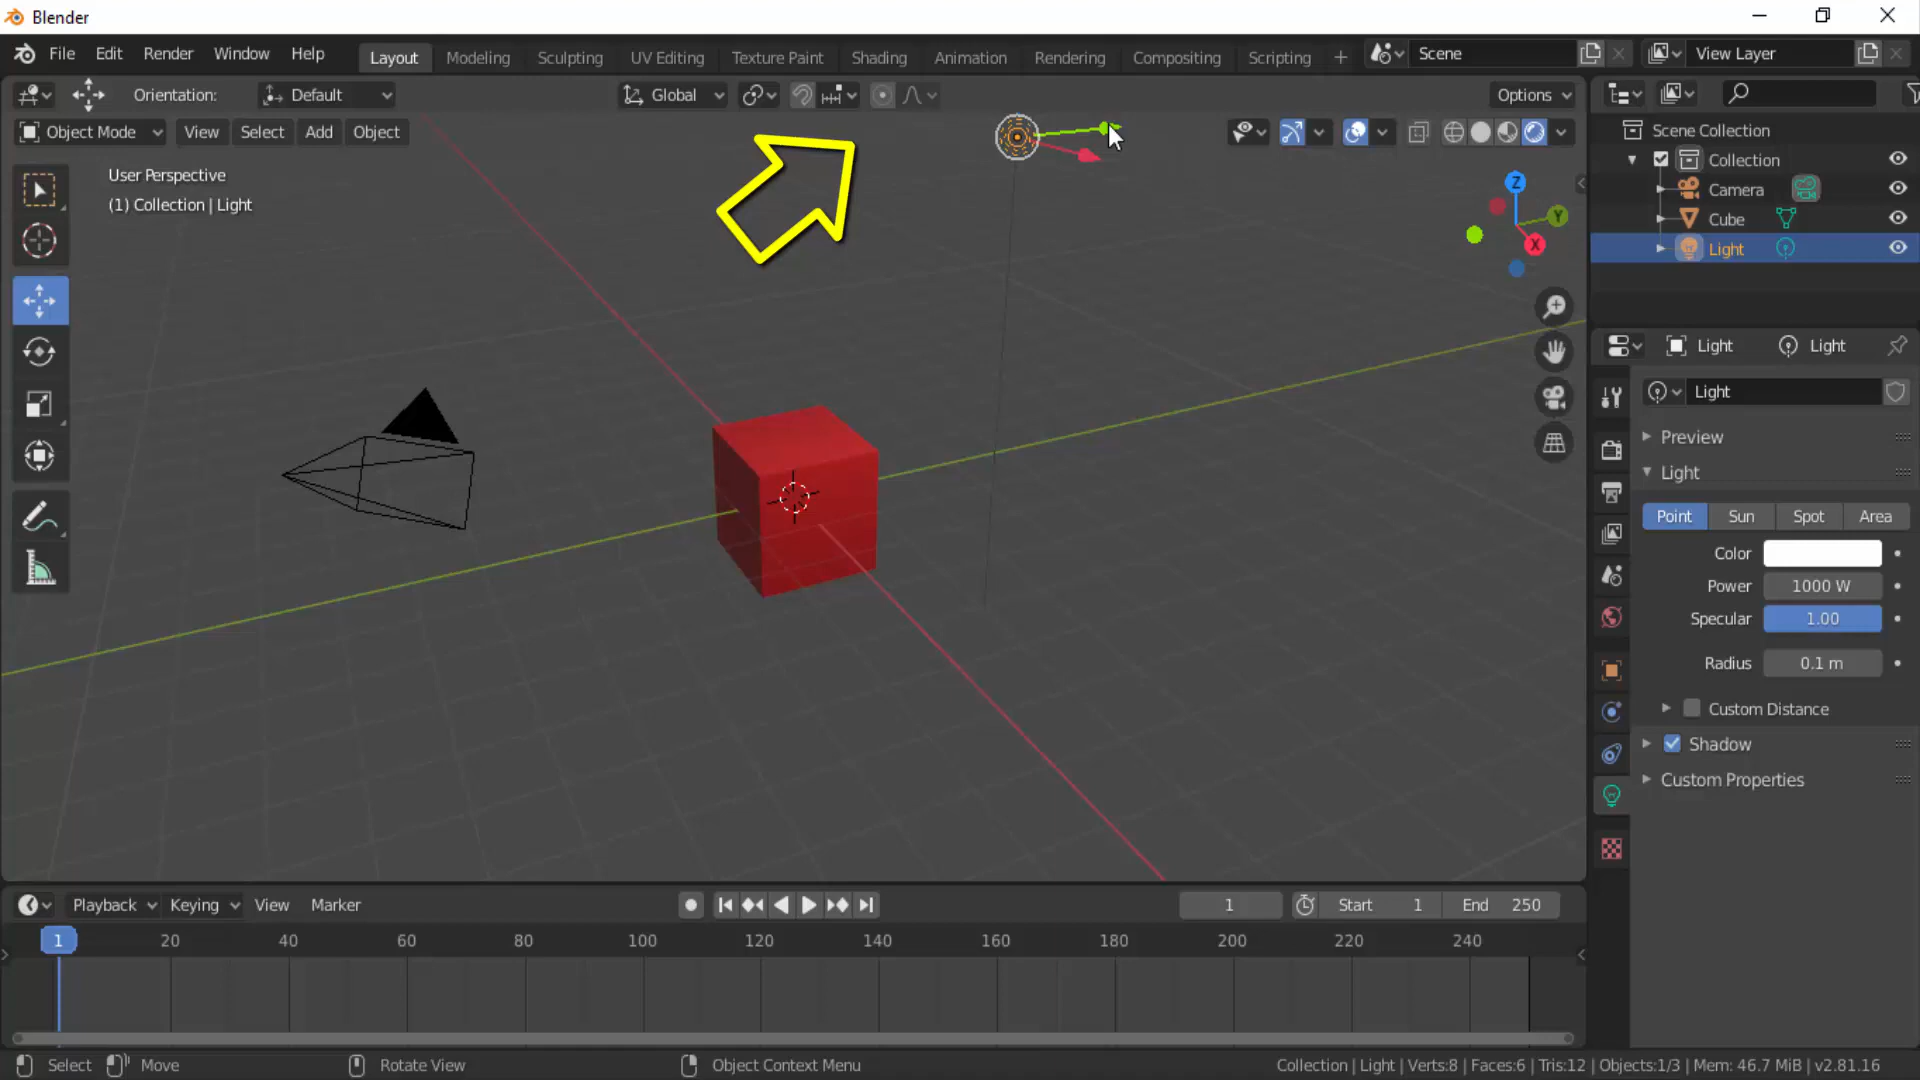 Blender
File Edit Render Window Help Layout Modeling Sculpting UV Editing Texture Paint Shading Animation Rendering Compositing Scripting + Scene View Layer
Orientation: Default Global Options
Object Mode View Select Add Object
Scene Collection
User Perspective
Collection
(1) Collection | Light
Camera
Z
Cube
Y
X
Light
Light Light
Light
Preview
Light
Point Sun Spot Area
Color
Power 1000 W
Specular 1.00
Radius 0.1 m
Custom Distance
Shadow
Custom Properties
Playback Keying View Marker 1 Start 1 End 250
1 20 40 60 80 100 120 140 160 180 200 220 240
Select Move Rotate View Object Context Menu Collection | Light | Verts:8 | Faces:6 | Tris:12 | Objects:1/3 | Mem: 46.7 MiB | v2.81.16